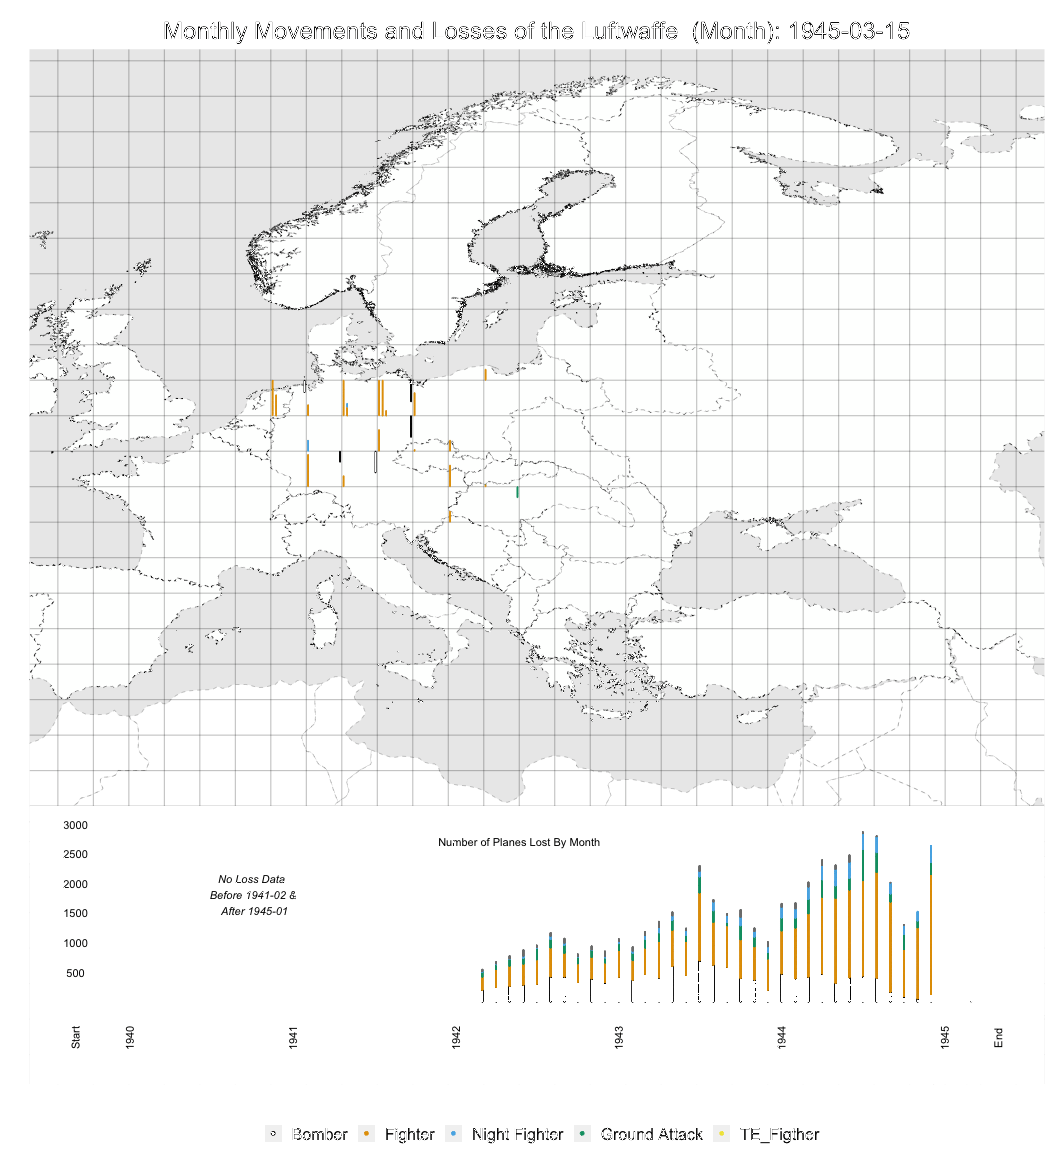 Monthly Movements and Losses of the Luftwaffe (Month): 1945-03-15
3000
Number of Planes Lost By Month
2500
No Loss Data
2000
Before 1941-02 &
1500
After 1945-01
1000
500
Start 1940 1941 1942 1943 1944 1945 End
Bomber Fighter Night Fighter Ground Attack TE_Figther